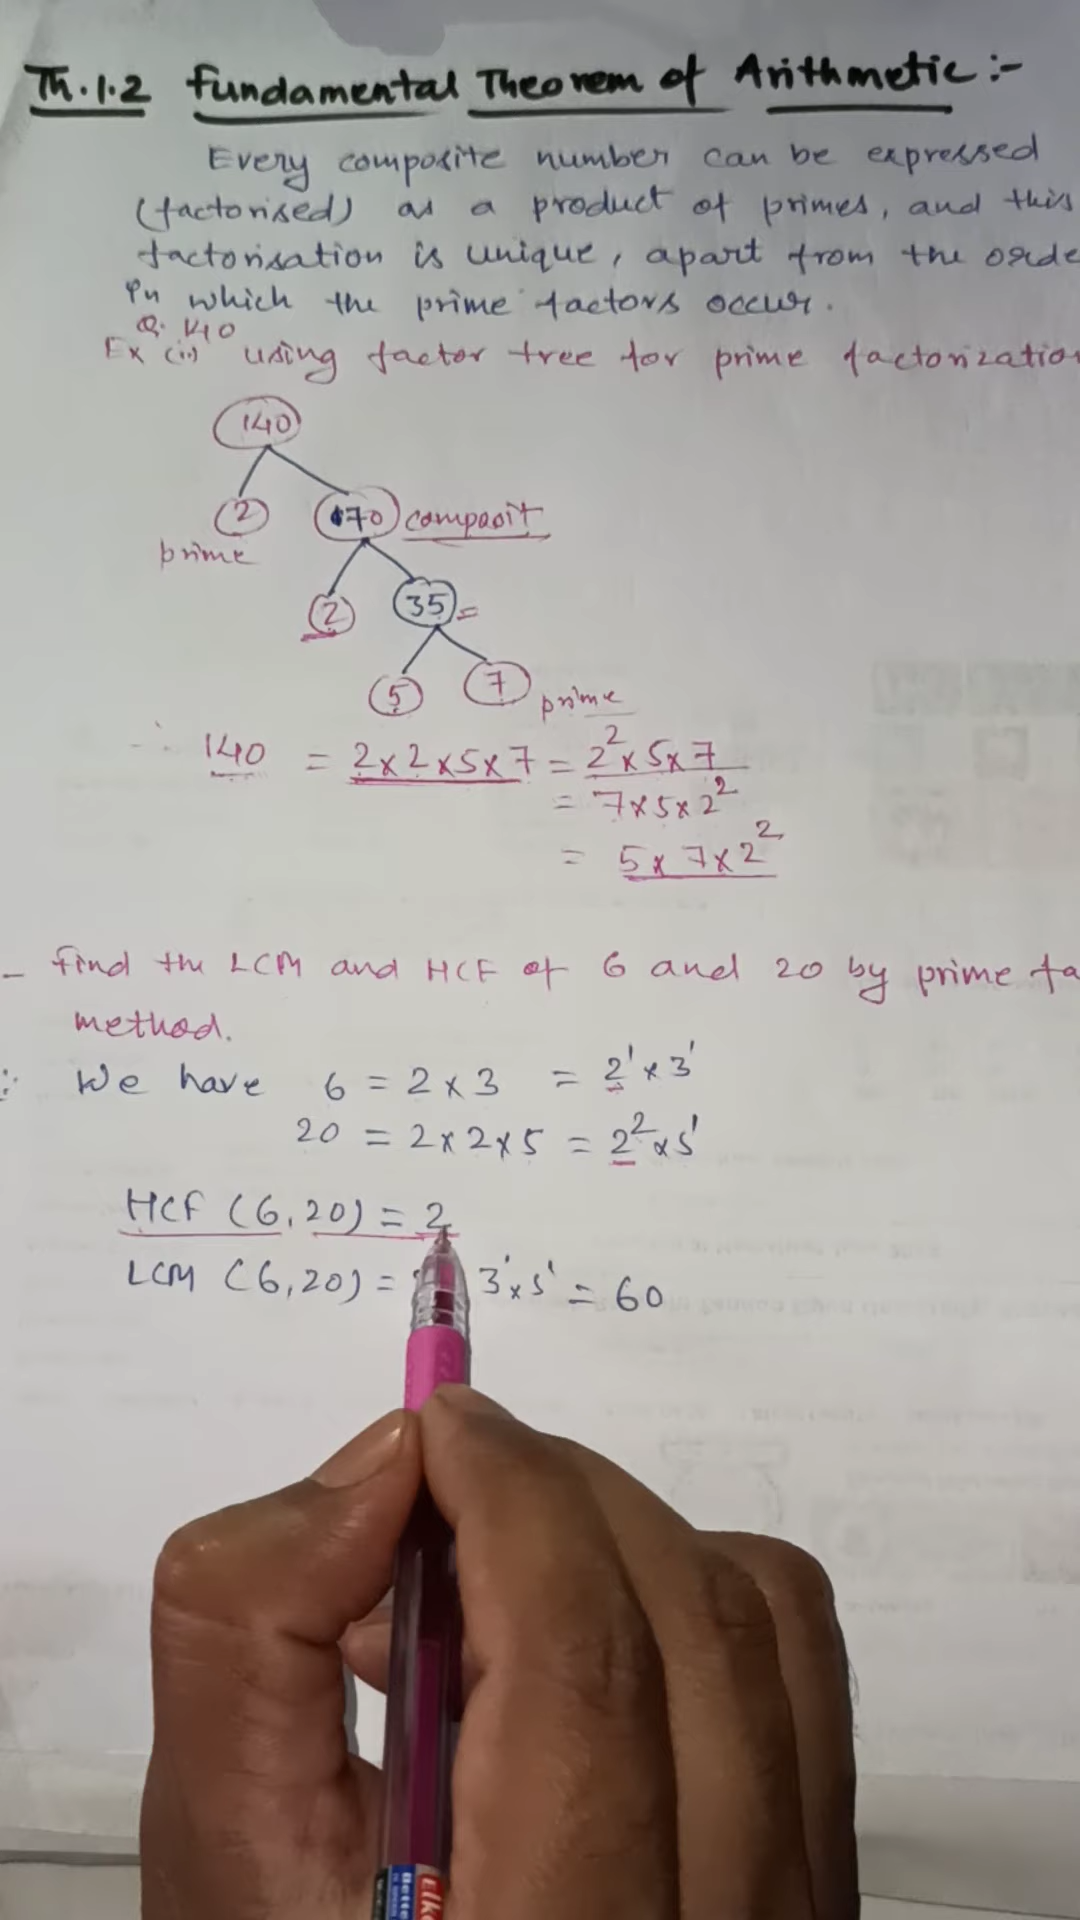 Th.1.2 Fundamental Theorem of Arithmetic :-
Every composite number can be expressed
(factorised) as a product of primes, and this
factorisation is unique, apart from the orde
in which the prime factors occur.
Q. 140
Ex (ii) using factor tree for prime factorization
140
2 70 composit
prime
2 35 =
5 7 prime
∴ 140 = 2×2×5×7 = 2²×5×7
= 7×5×2²
= 5×7×2²
- Find the LCM and HCF of 6 and 20 by prime fa
method.
:- We have 6 = 2×3 = 2¹×3¹
20 = 2×2×5 = 2²×5¹
HCF (6,20) = 2
LCM (6,20) = 3¹×5¹ = 60
Elk
Bette